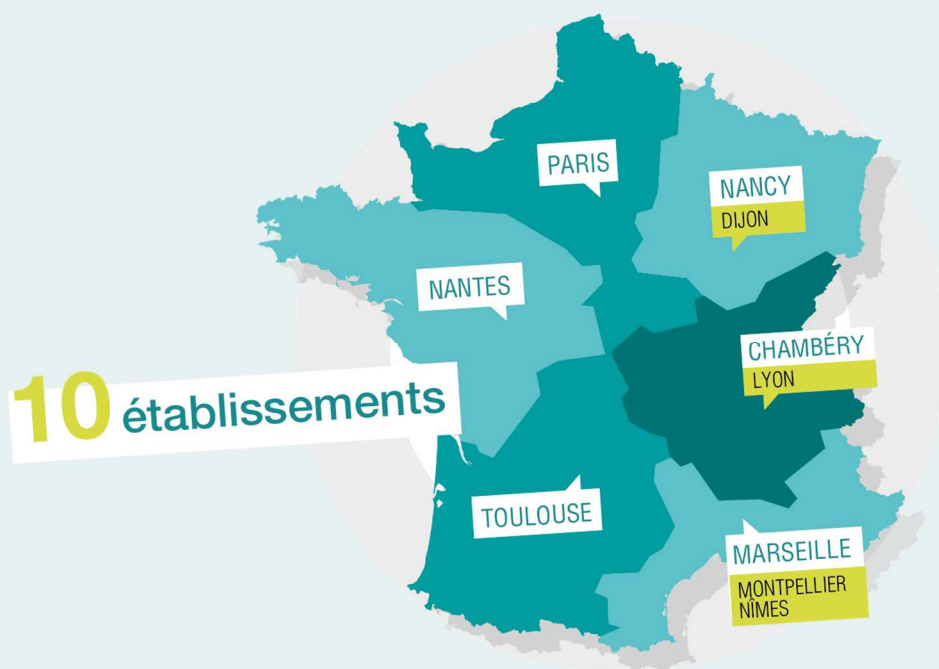 PARIS
NANCY
DIJON
NANTES
CHAMBÉRY
LYON
10 établissements
TOULOUSE
MARSEILLE
MONTPELLIER
NÎMES